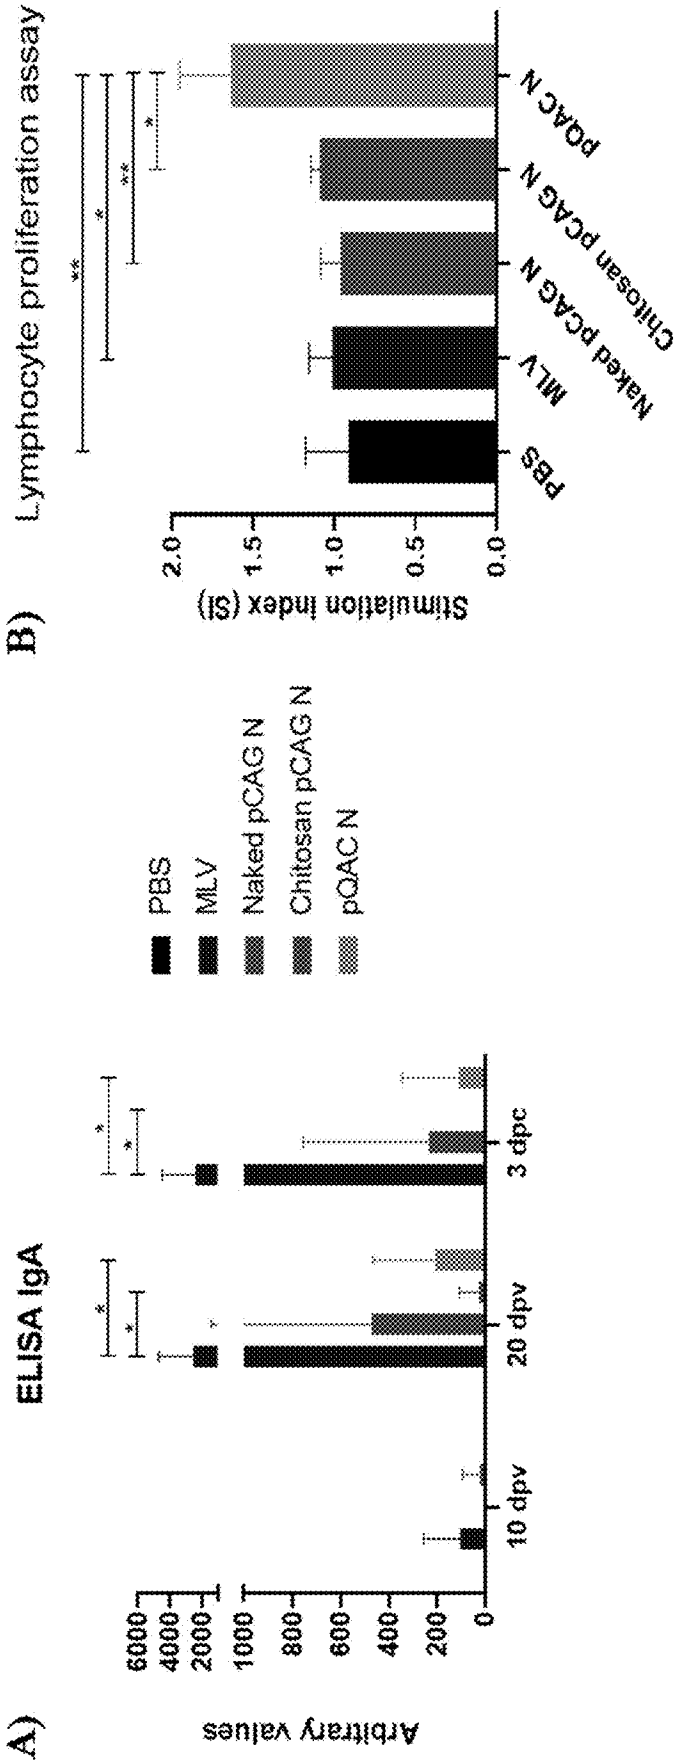 A)
ELISA IgA
Arbitrary values
6000
4000
2000
1000
800
600
400
200
0
*
*
*
*
10 dpv
20 dpv
3 dpc
PBS
MLV
Naked pCAG N
Chitosan pCAG N
pQAC N
B)
Lymphocyte proliferation assay
Stimulation Index (SI)
2.0
1.5
1.0
0.5
0.0
**
*
**
*
PBS
MLV
Naked pCAG N
Chitosan pCAG N
pQAC N